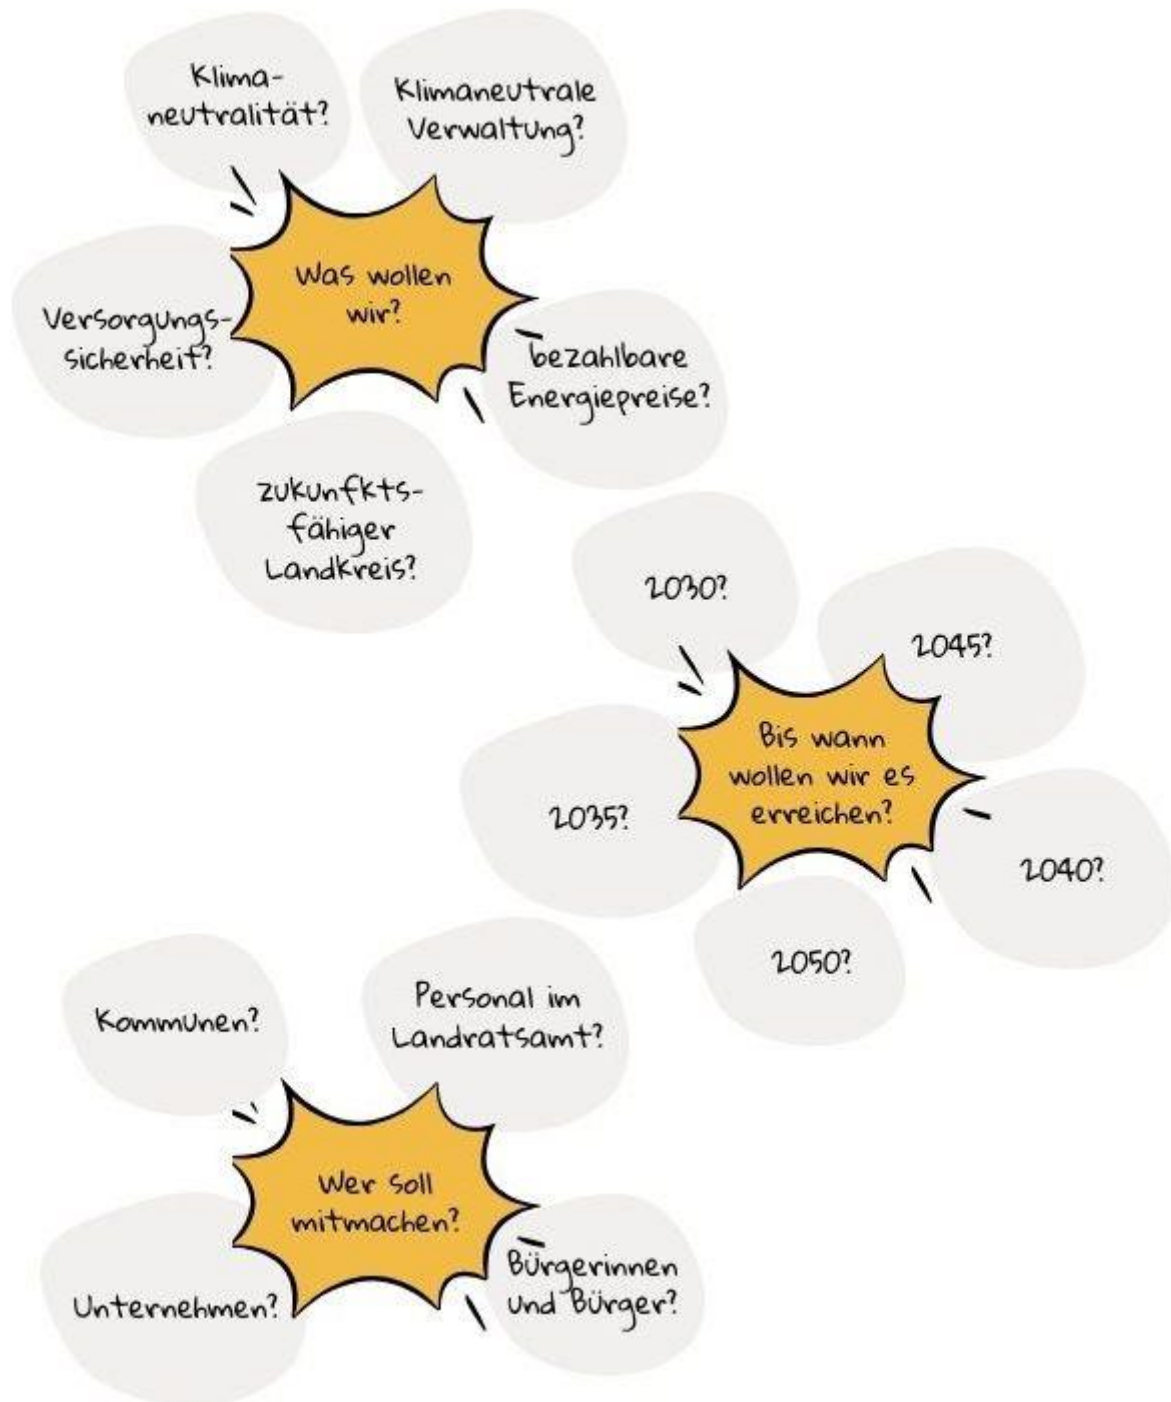 Klima-
neutralität?
Klimaneutrale
Verwaltung?
Was wollen
wir?
Versorgungs-
sicherheit?
bezahlbare
Energiepreise?
zukunfkts-
fähiger
Landkreis?
2030?
2045?
Bis wann
wollen wir es
erreichen?
2035?
2040?
2050?
Kommunen?
Personal im
Landratsamt?
Wer soll
mitmachen?
Unternehmen?
Bürgerinnen
und Bürger?